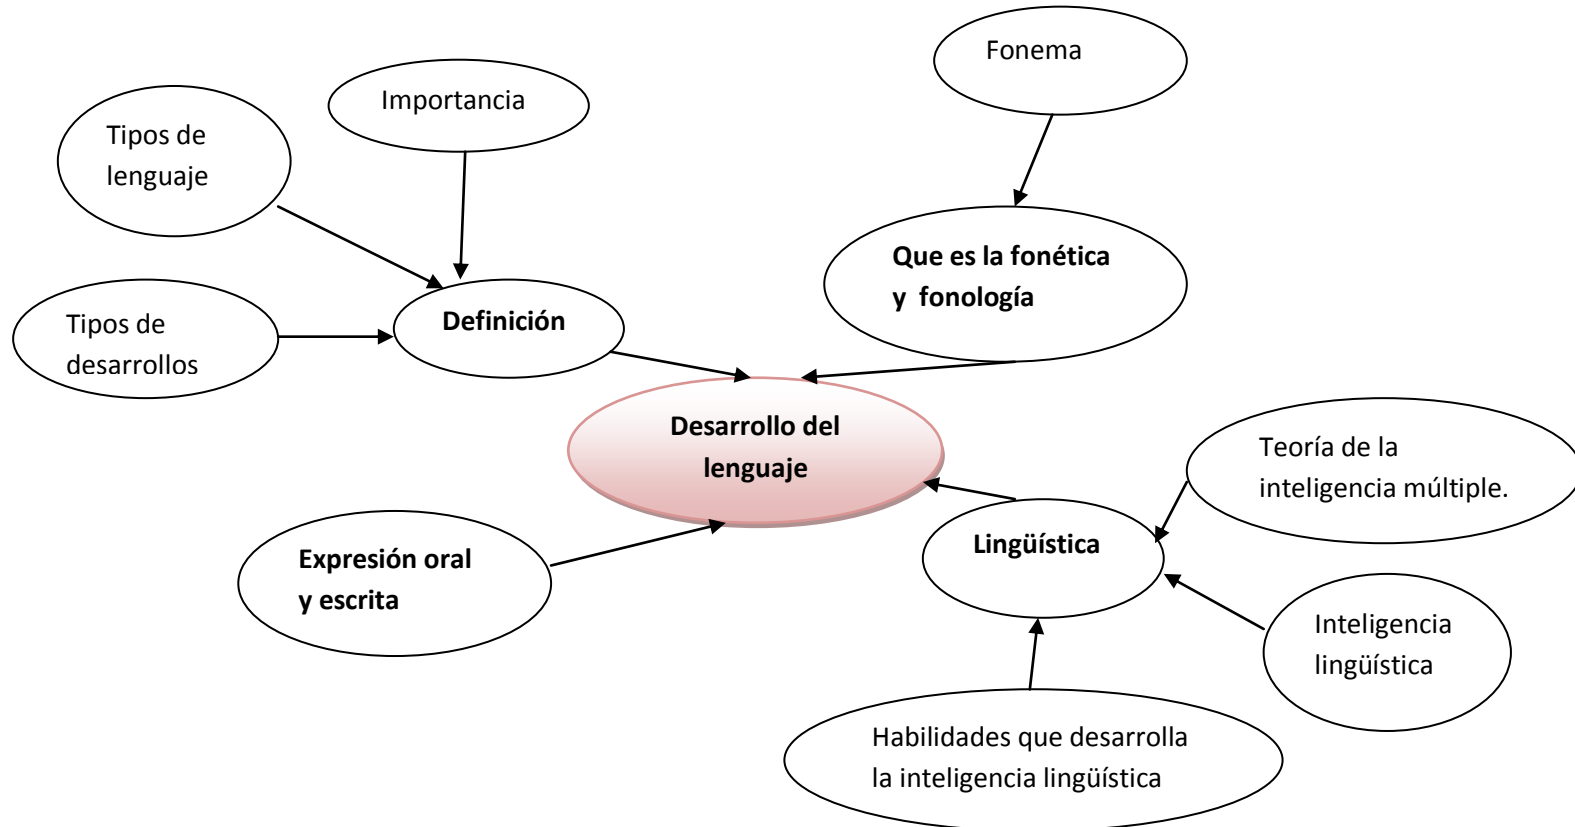 Fonema
Importancia
Tipos de
lenguaje
Que es la fonética
y fonología
Definición
Tipos de
desarrollos
Desarrollo del
lenguaje
Teoría de la
inteligencia múltiple.
Lingüística
Expresión oral
y escrita
Inteligencia
lingüística
Habilidades que desarrolla
la inteligencia lingüística